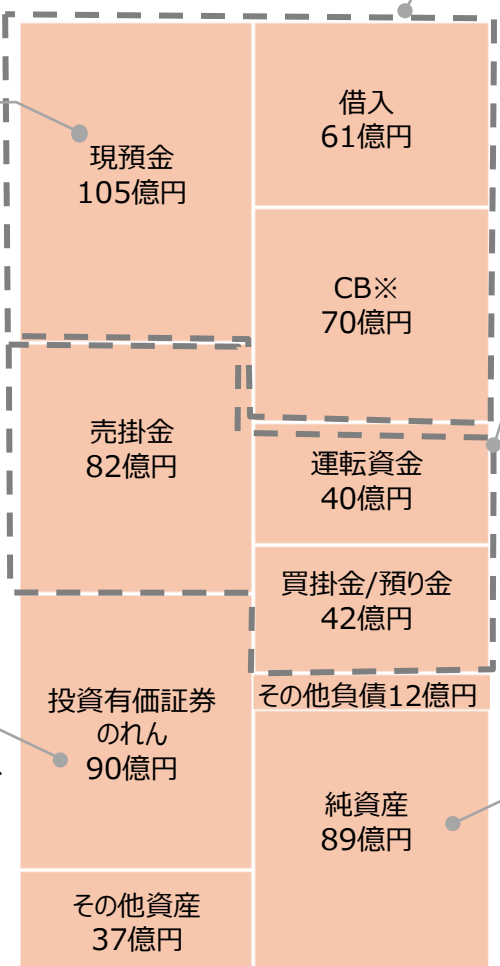 現預金
105億円
売掛金
82億円
投資有価証券
のれん
90億円
その他資産
37億円
借入
61億円
CB※
70億円
運転資金
40億円
買掛金/預り金
42億円
その他負債12億円
純資産
89億円